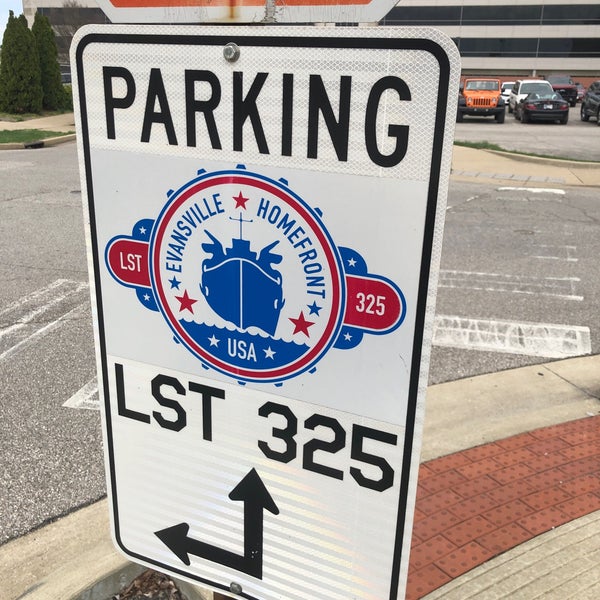 PARKING
EVANSVILLE ★ HOMEFRONT
LST
325
USA
LST 325